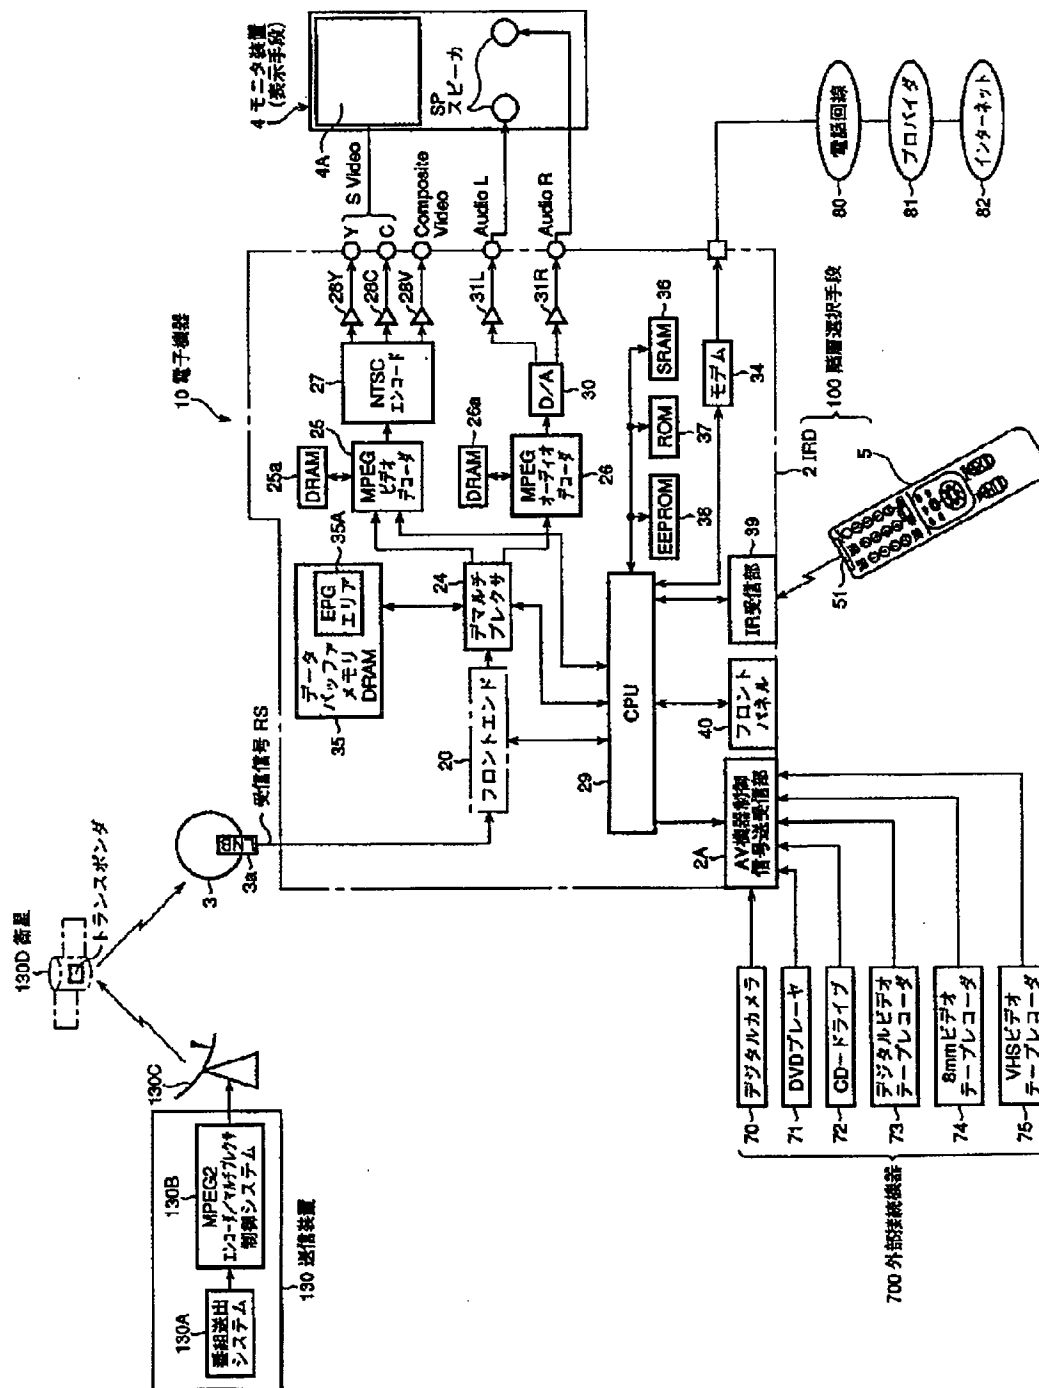 130 送信装置
130A
番組送出
システム
130B
MPEG2
エンコーダ/マルチプレクサ
制御システム
130C
130D 衛星
トランスポンダ
3
3a
受信信号 RS
10 電子機器
4 モニタ装置
(表示手段)
4A
SP
スピーカ
Y
S Video
C
Composite
Video
Audio L
Audio R
28Y
28C
28V
31L
31R
27
NTSC
エンコード
25
MPEG
ビデオ
デコーダ
25a
DRAM
26a
DRAM
MPEG
オーディオ
デコーダ
26
D/A
30
35A
EPG
エリア
データ
バッファ
メモリ
DRAM
35
24
デマルチ
プレクサ
20
フロントエンド
CPU
29
SRAM
36
ROM
37
EEPROM
38
モデム
34
IR受信部
39
フロント
パネル
40
AV機器制御
信号送受信部
2A
2 IRD
100 階層選択手段
5
51
電話回線
80
プロバイダ
81
インターネット
82
700 外部接続機器
70
デジタルカメラ
71
DVDプレーヤ
72
CDードライブ
73
デジタルビデオ
テープレコーダ
74
8mmビデオ
テープレコーダ
75
VHSビデオ
テープレコーダ